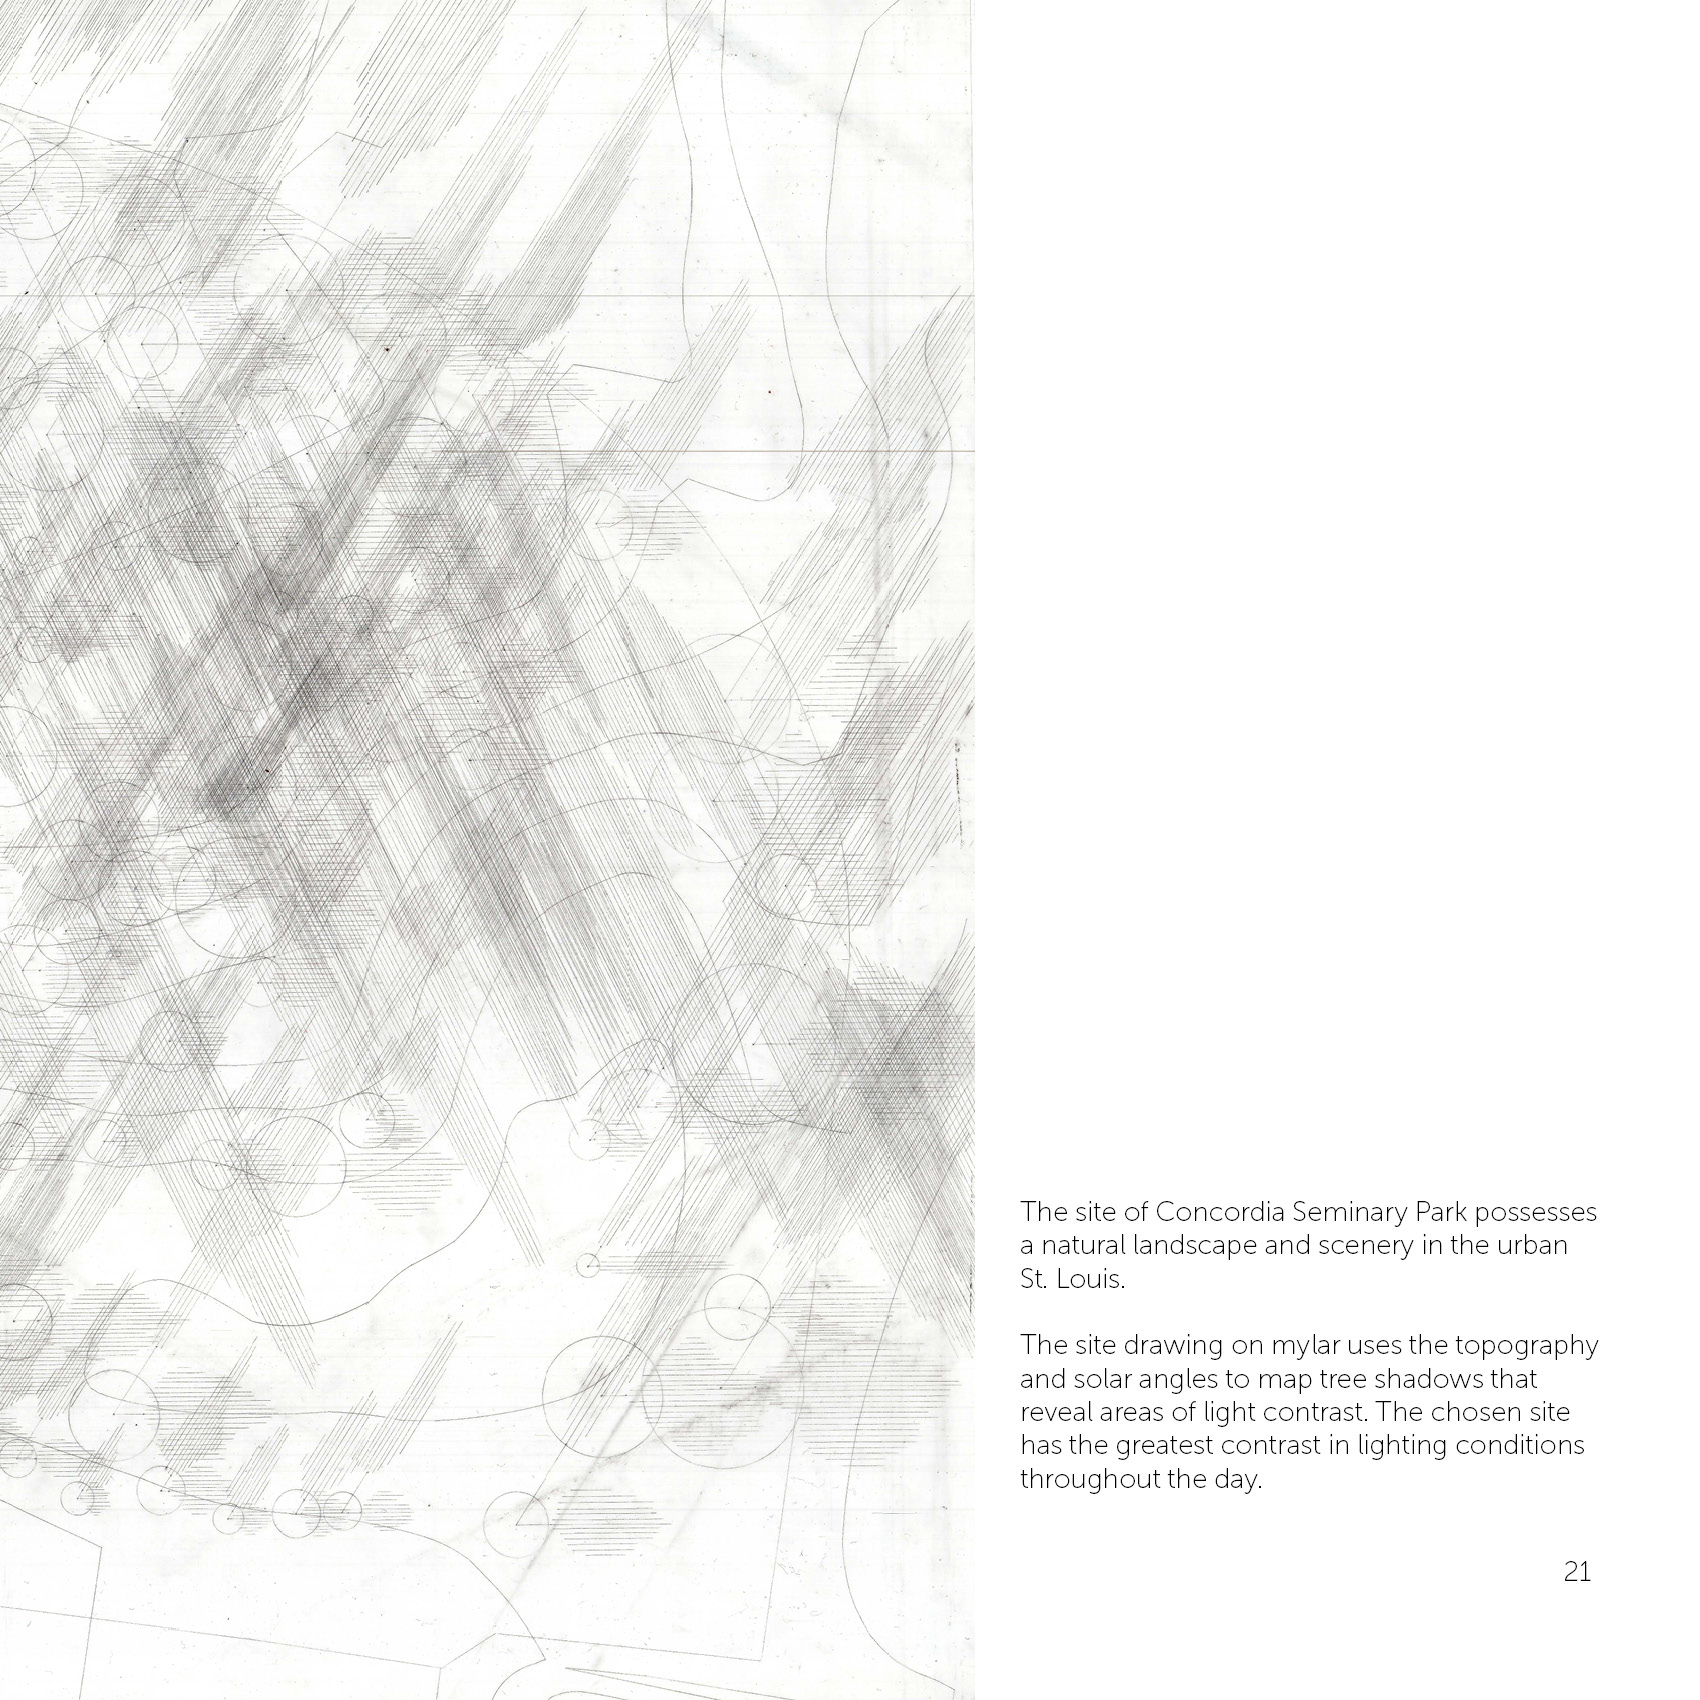 The site of Concordia Seminary Park possesses
a natural landscape and scenery in the urban
St. Louis.
The site drawing on mylar uses the topography
and solar angles to map tree shadows that
reveal areas of light contrast. The chosen site
has the greatest contrast in lighting conditions
throughout the day.
21